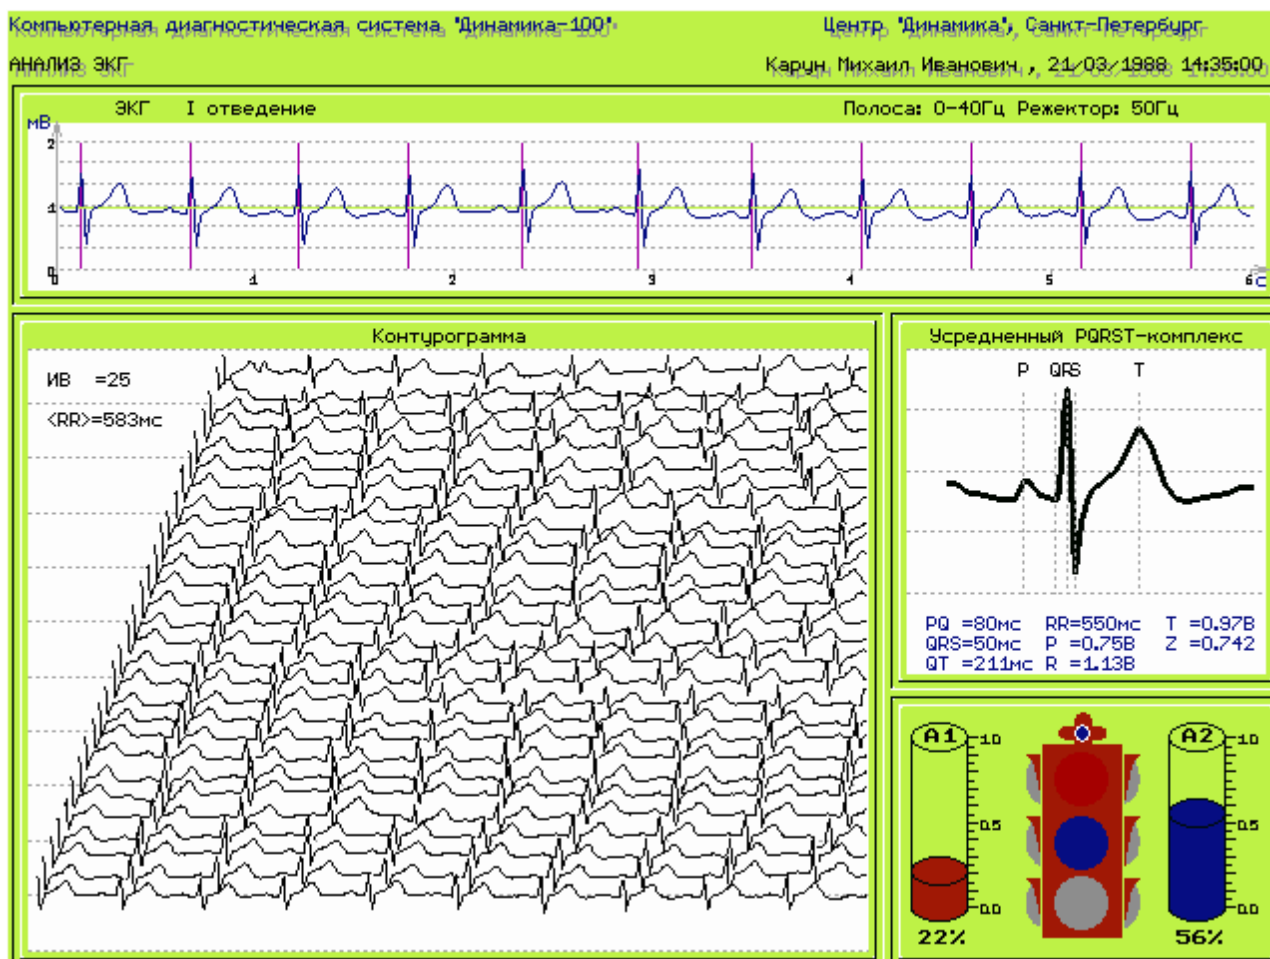 Компьютерная диагностическая система "Динамика-100"
Центр "Динамика", Санкт-Петербург
АНАЛИЗ ЭКГ
Карун Михаил Иванович , 21/03/1988 14:35:00
ЭКГ I отведение
Полоса: 0-40Гц Режектор: 50Гц
мВ
2
1
0
0 1 2 3 4 5 6 с
Контурограмма
ИВ =25
<RR>=583мс
Усредненный PQRST-комплекс
P QRS T
PQ =80мс RR=550мс T =0.97В
QRS=50мс P =0.75В Z =0.742
QT =211мс R =1.13В
A1
1.0
0.5
0.0
22%
A2
1.0
0.5
0.0
56%